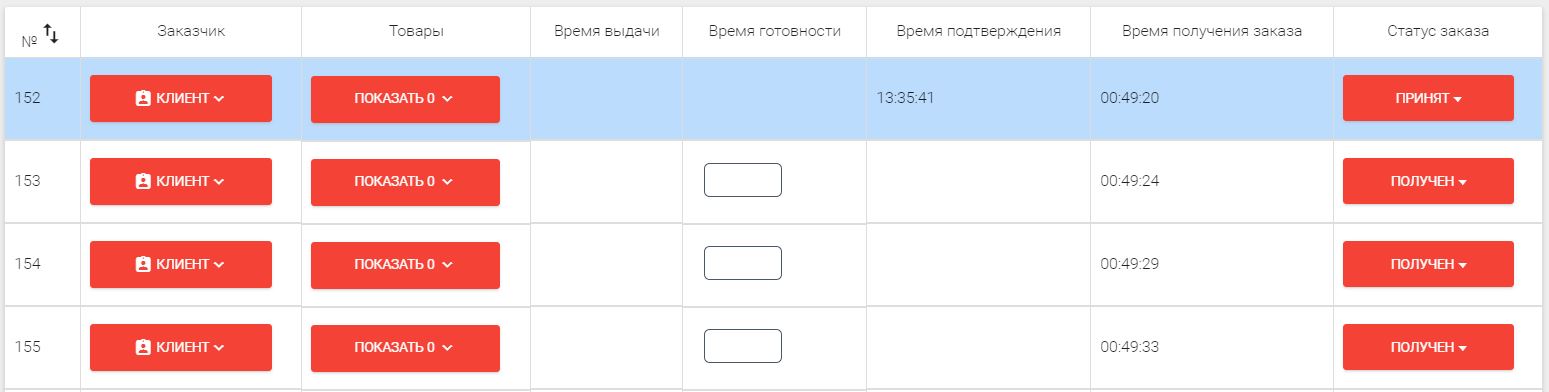 № Заказчик Товары Время выдачи Время готовности Время подтверждения Время получения заказа Статус заказа
152 КЛИЕНТ ПОКАЗАТЬ 0 13:35:41 00:49:20 ПРИНЯТ
153 КЛИЕНТ ПОКАЗАТЬ 0 00:49:24 ПОЛУЧЕН
154 КЛИЕНТ ПОКАЗАТЬ 0 00:49:29 ПОЛУЧЕН
155 КЛИЕНТ ПОКАЗАТЬ 0 00:49:33 ПОЛУЧЕН